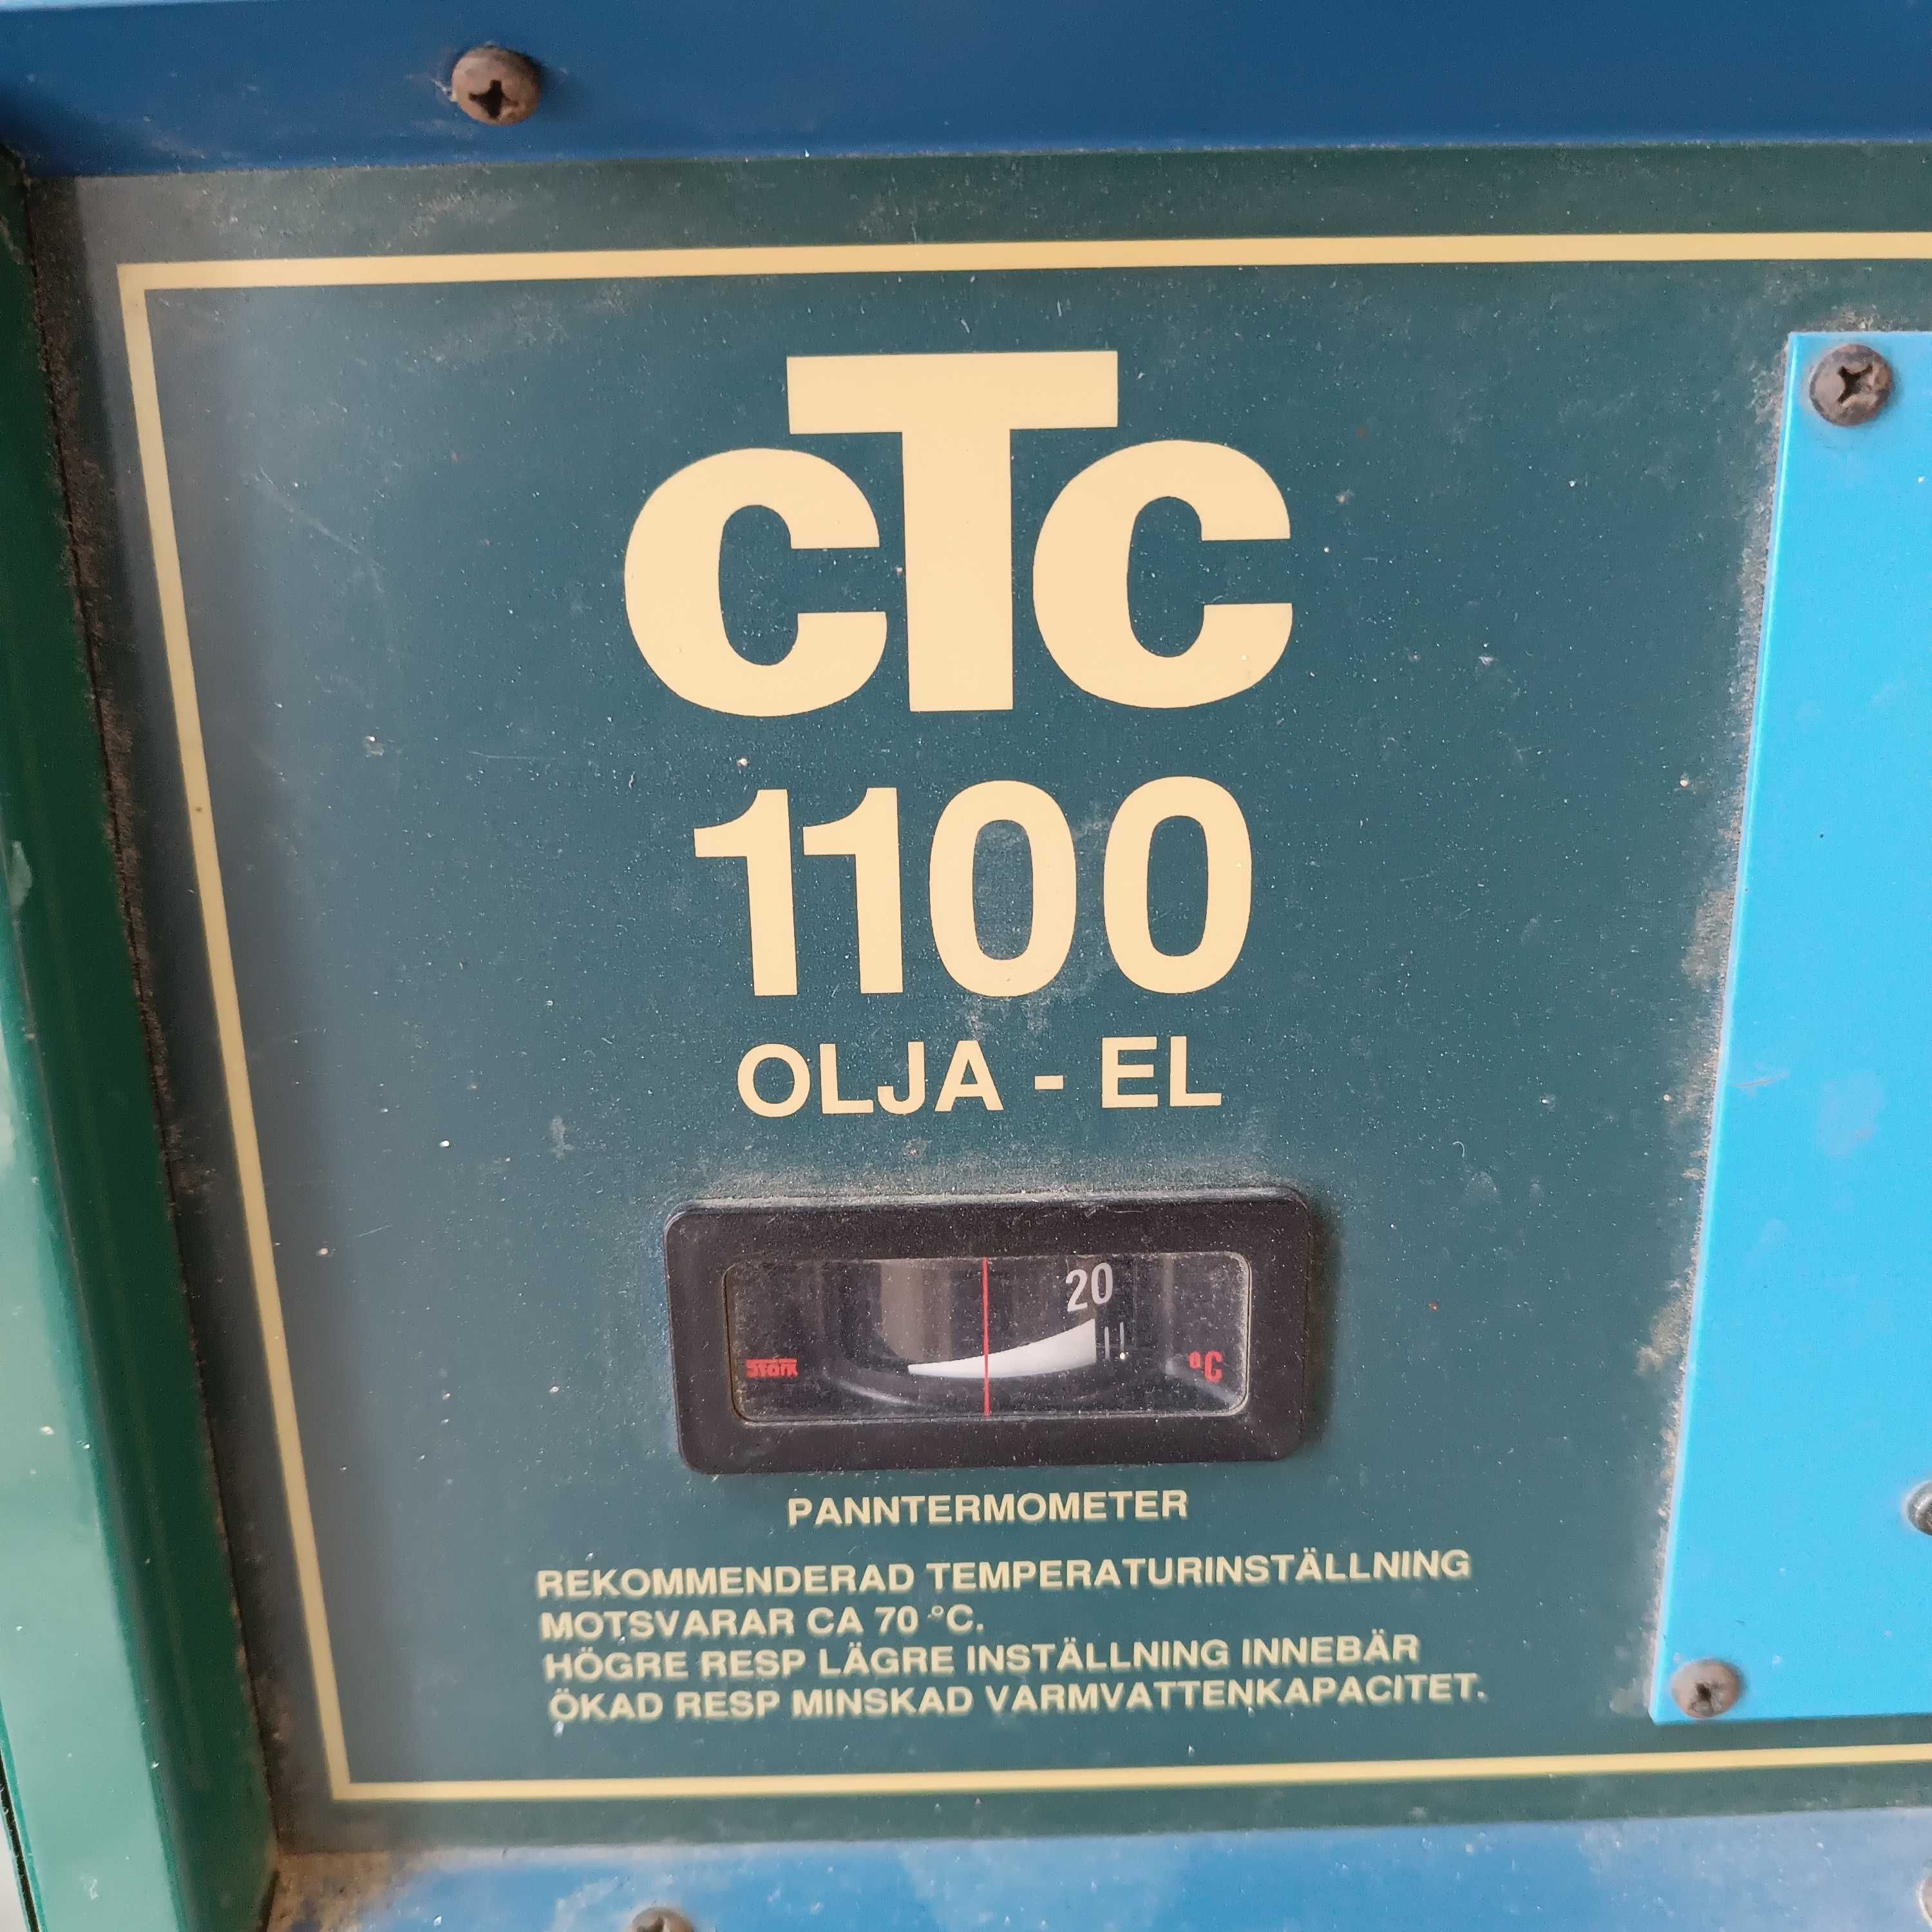 cTc
1100
OLJA - EL
20
Störk
°C
PANNTERMOMETER
REKOMMENDERAD TEMPERATURINSTÄLLNING
MOTSVARAR CA 70 °C.
HÖGRE RESP LÄGRE INSTÄLLNING INNEBÄR
ÖKAD RESP MINSKAD VARMVATTENKAPACITET.